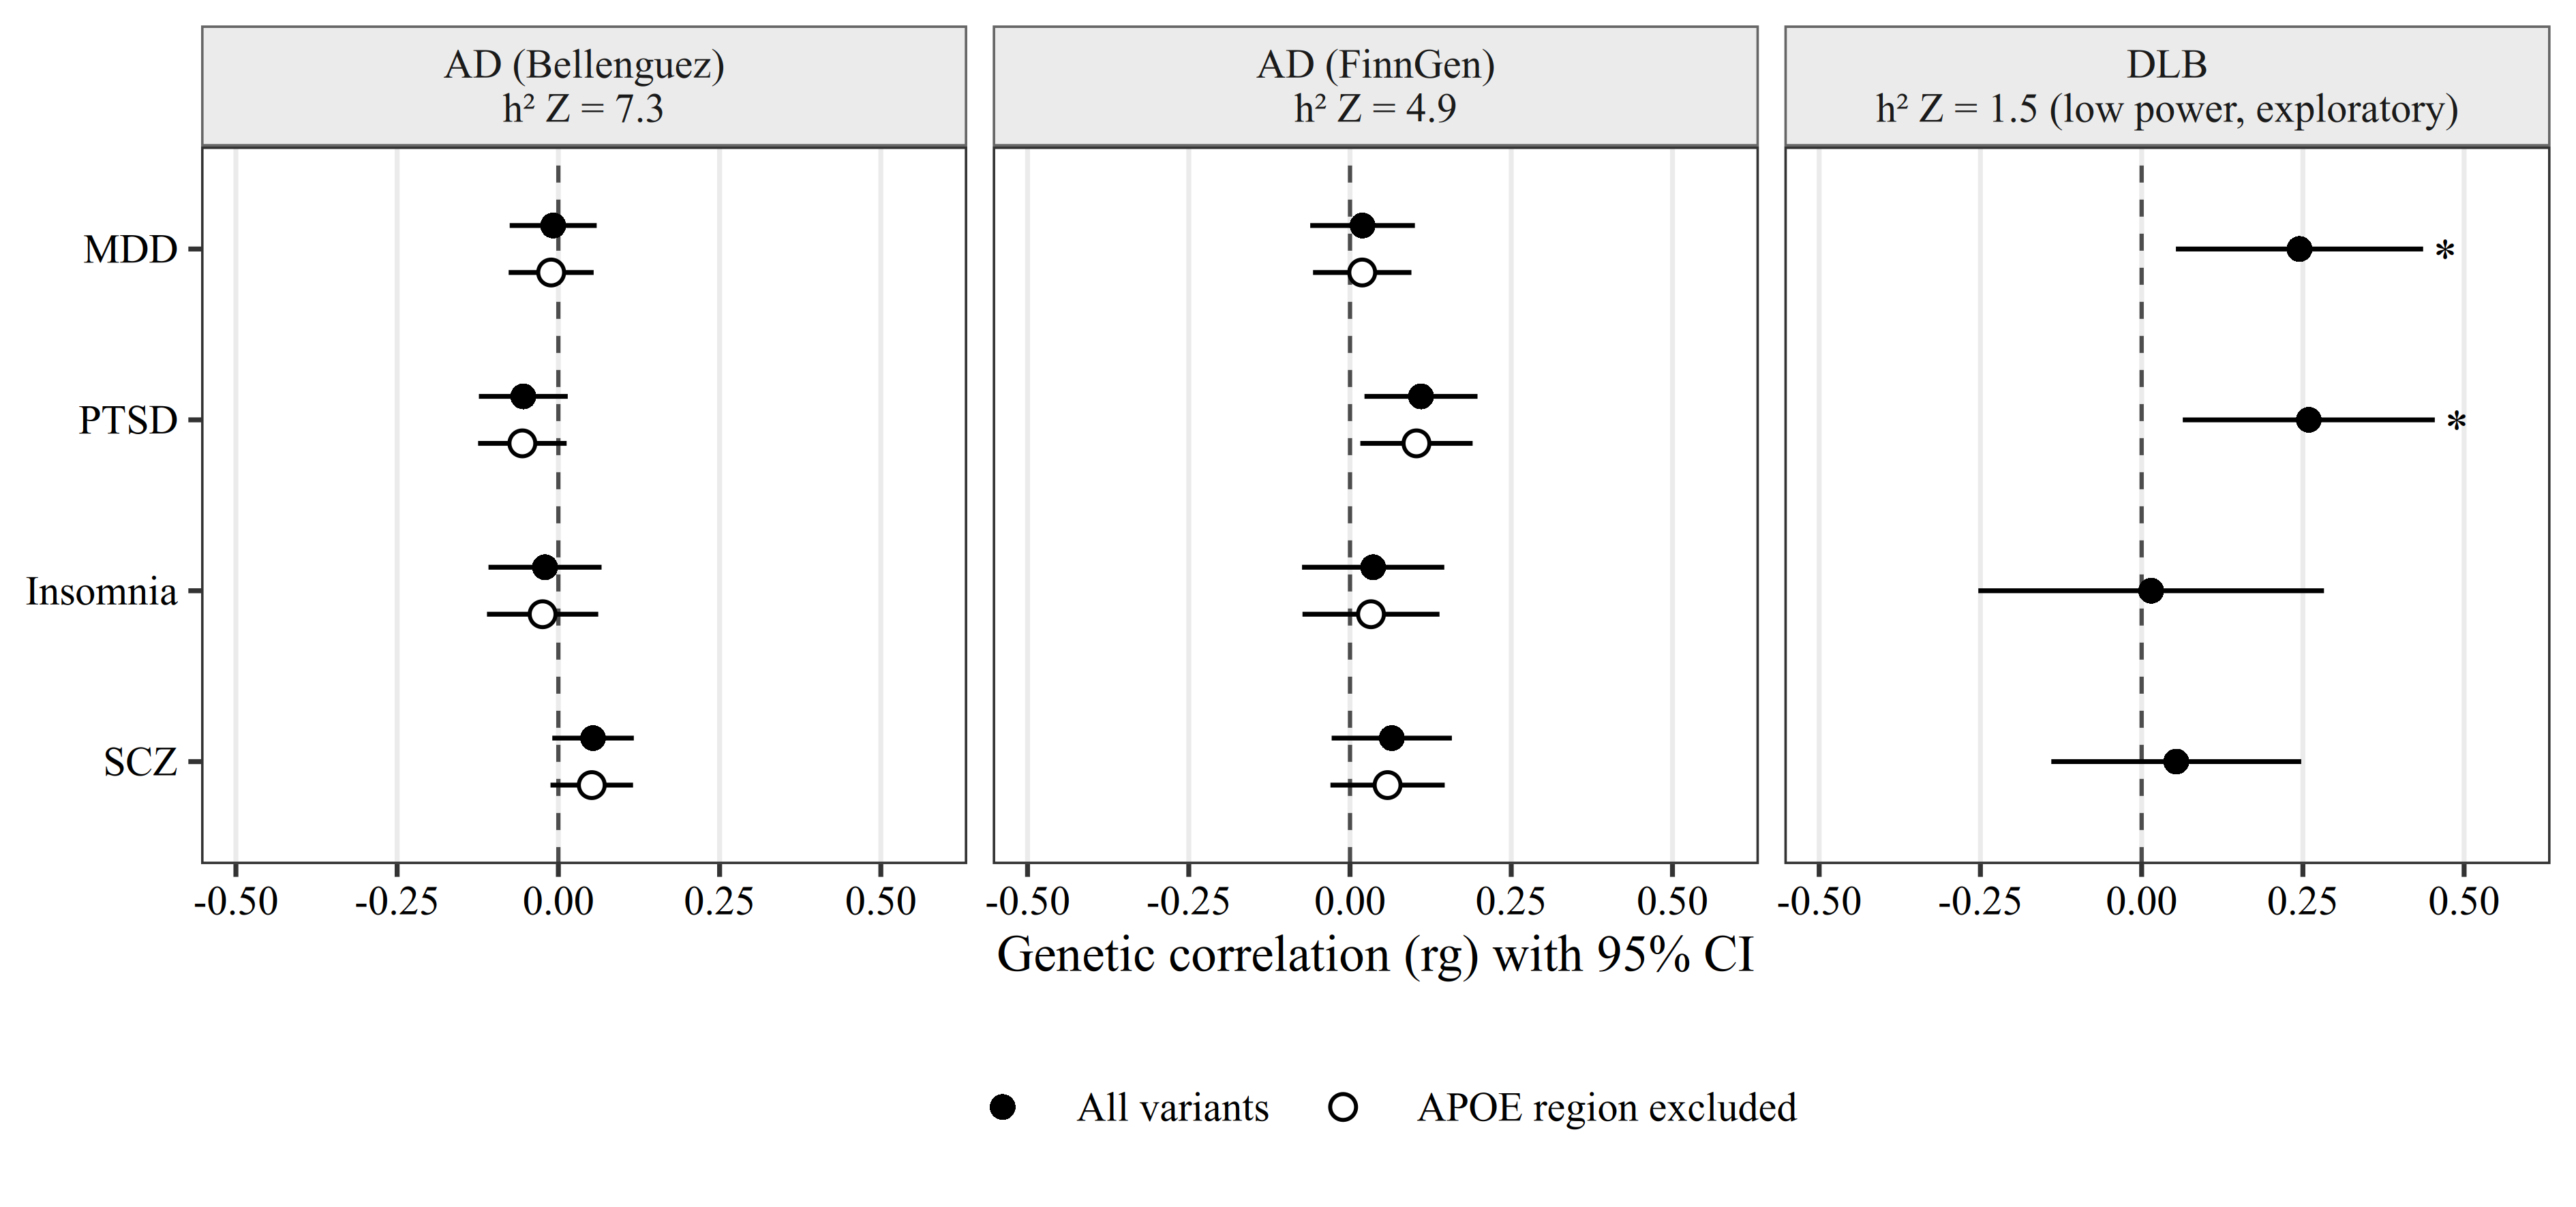 AD (Bellenguez)
h² Z = 7.3
AD (FinnGen)
h² Z = 4.9
DLB
h² Z = 1.5 (low power, exploratory)
MDD
*
PTSD
*
Insomnia
SCZ
-0.50 -0.25 0.00 0.25 0.50 -0.50 -0.25 0.00 0.25 0.50 -0.50 -0.25 0.00 0.25 0.50
Genetic correlation (rg) with 95% CI
All variants APOE region excluded